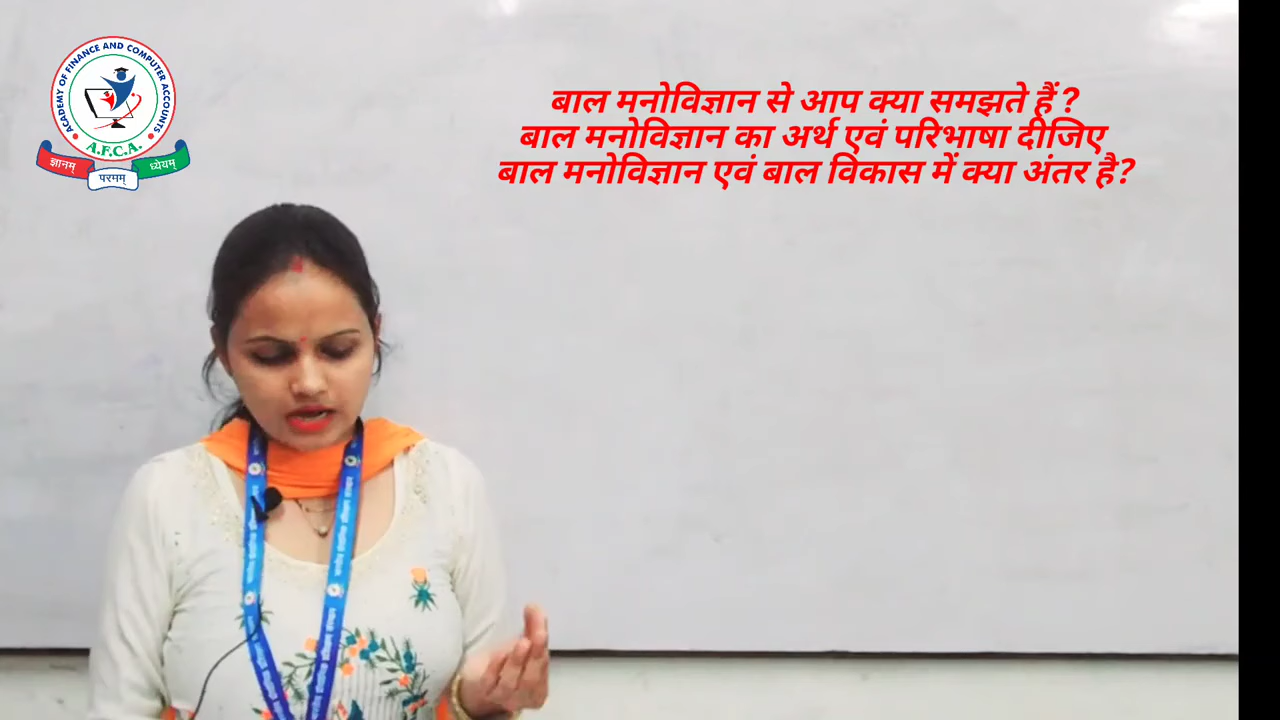 ACADEMY OF FINANCE AND COMPUTER ACCOUNTS
A.F.C.A.
ज्ञानम्
परमम्
ध्येयम्
बाल मनोविज्ञान से आप क्या समझते हैं ?
बाल मनोविज्ञान का अर्थ एवं परिभाषा दीजिए
बाल मनोविज्ञान एवं बाल विकास में क्या अंतर है?